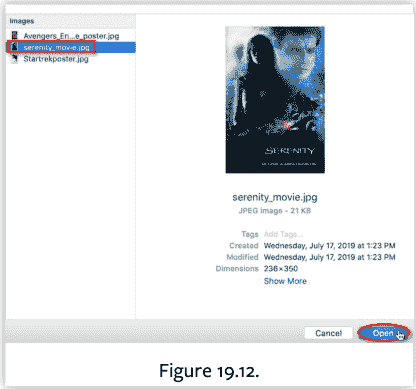 Images
Avengers_En...e_poster.jpg
serenity_movie.jpg
Startrekposter.jpg
SERENITY
serenity_movie.jpg
JPEG image - 21 KB
Tags Add Tags...
Created Wednesday, July 17, 2019 at 1:23 PM
Modified Wednesday, July 17, 2019 at 1:23 PM
Dimensions 236×350
Show More
Cancel Open
Figure 19.12.